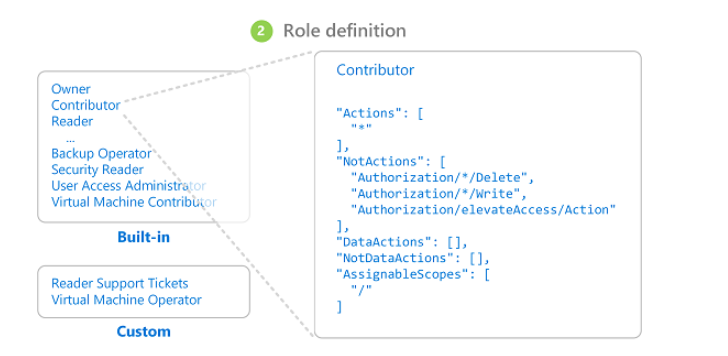 2 Role definition
Owner
Contributor
Reader
...
Backup Operator
Security Reader
User Access Administrator
Virtual Machine Contributor
Built-in
Reader Support Tickets
Virtual Machine Operator
Custom
Contributor
"Actions": [
"*"
],
"NotActions": [
"Authorization/*/Delete",
"Authorization/*/Write",
"Authorization/elevateAccess/Action"
],
"DataActions": [],
"NotDataActions": [],
"AssignableScopes": [
"/"
]